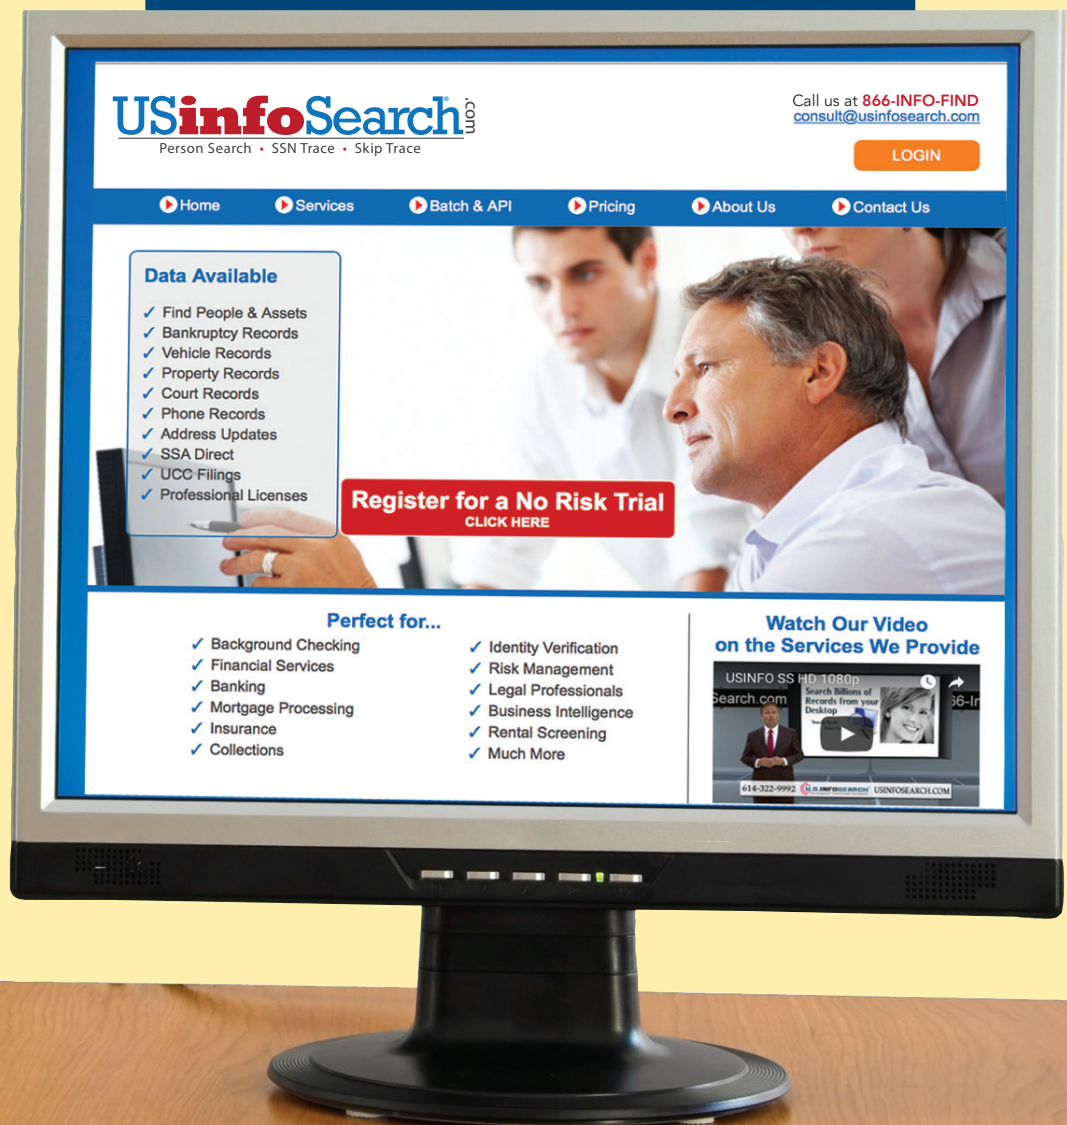 USinfoSearch.com
Person Search • SSN Trace • Skip Trace
Call us at 866-INFO-FIND
consult@usinfosearch.com
LOGIN
Home
Services
Batch & API
Pricing
About Us
Contact Us
Data Available
✓ Find People & Assets
✓ Bankruptcy Records
✓ Vehicle Records
✓ Property Records
✓ Court Records
✓ Phone Records
✓ Address Updates
✓ SSA Direct
✓ UCC Filings
✓ Professional Licenses
Register for a No Risk Trial
CLICK HERE
Perfect for...
✓ Background Checking
✓ Financial Services
✓ Banking
✓ Mortgage Processing
✓ Insurance
✓ Collections
✓ Identity Verification
✓ Risk Management
✓ Legal Professionals
✓ Business Intelligence
✓ Rental Screening
✓ Much More
Watch Our Video
on the Services We Provide
USINFO SS HD 1080p
Search.com
Search Billions of
Records from your
Desktop
66-In
614-322-9992 U.S.INFOSEARCH USINFOSEARCH.COM